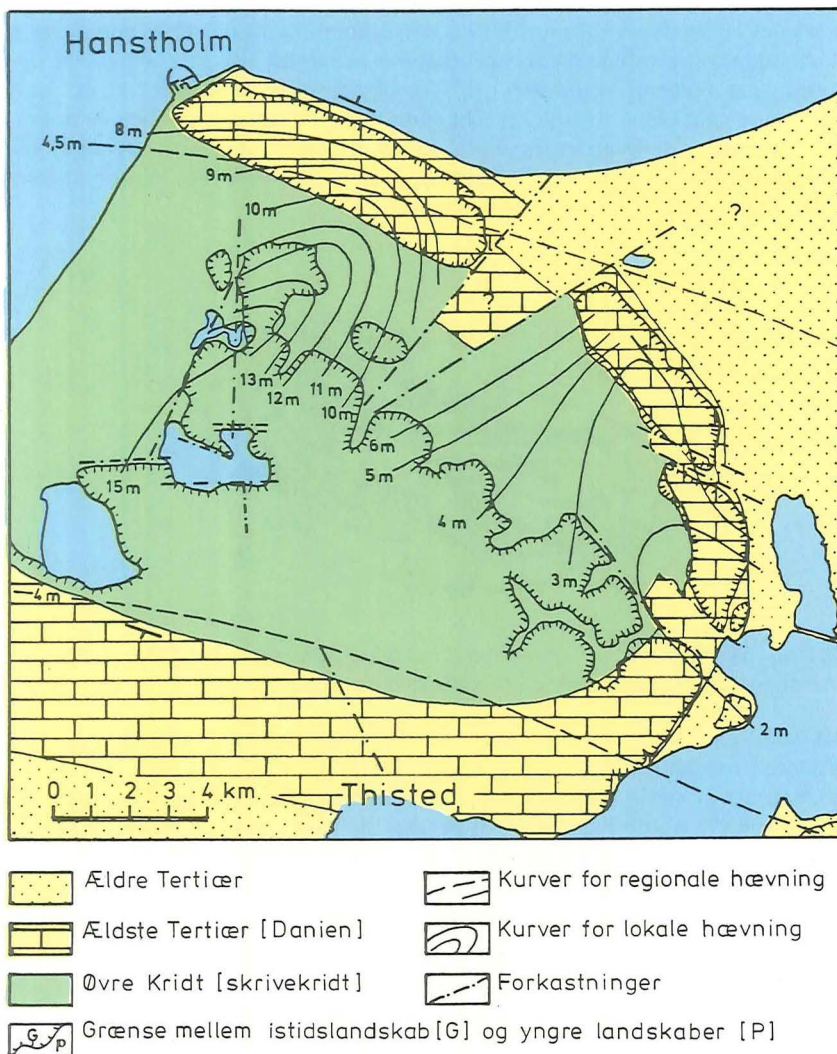 Hanstholm
8m
4,5m
9m
10m
?
?
13m
12m
11m
10m
6m
5m
15m
4m
3m
4m
2m
0 1 2 3 4 km
Thisted
Ældre Tertiær
Ældste Tertiær [Danien]
Øvre Kridt [skrivekridt]
G P Grænse mellem istidslandskab [G] og yngre landskaber [P]
Kurver for regionale hævning
Kurver for lokale hævning
Forkastninger